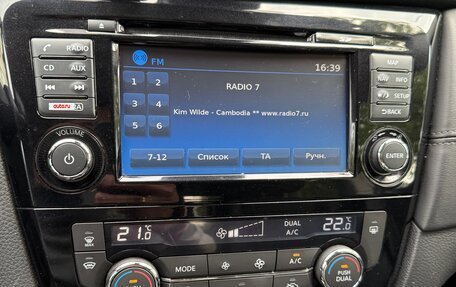 FM
16:39
RADIO
CD AUX
auto.ru
VOLUME
RADIO 7
1 2
3 4
5 6
Kim Wilde - Cambodia ** www.radio7.ru
7-12 Список TA Ручн.
MAP
NAV INFO
SETUP
BACK
ENTER
21.0
DUAL
A/C
22.0
MODE
PUSH
DUAL
A/C